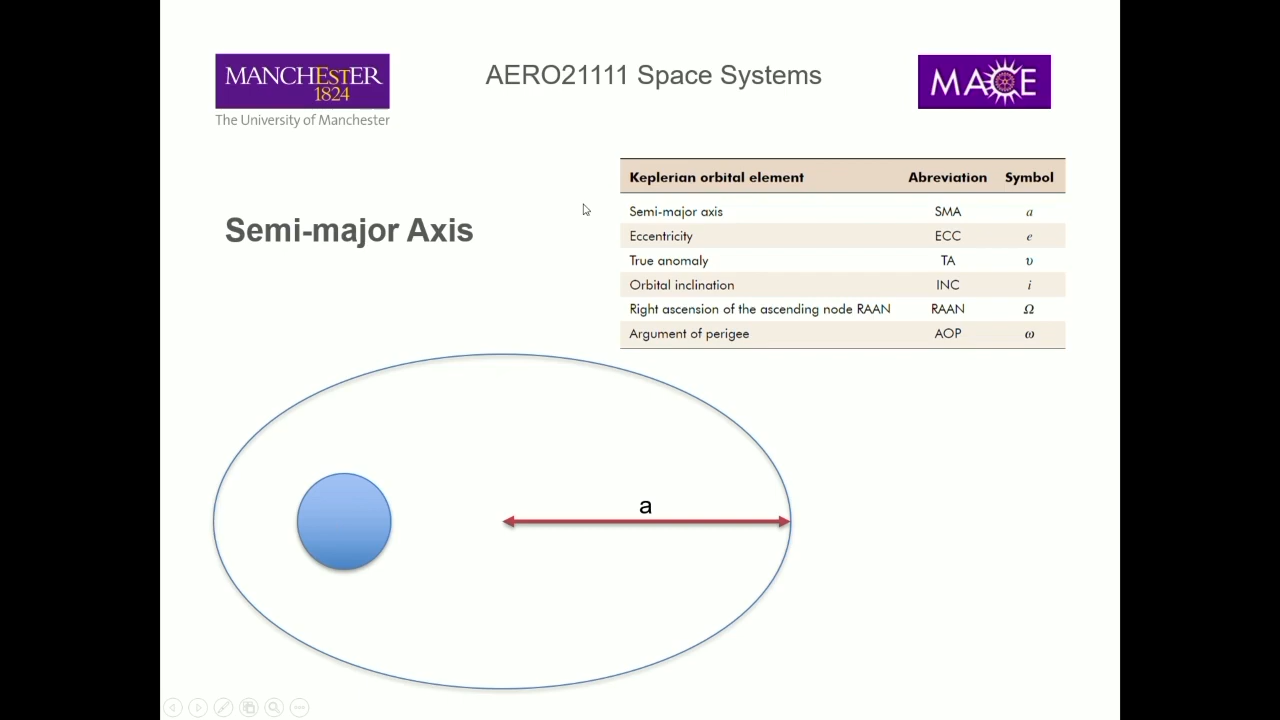 MANCHESTER
1824
The University of Manchester
AERO21111 Space Systems
MACE
Semi-major Axis
Keplerian orbital element Abreviation Symbol
Semi-major axis SMA a
Eccentricity ECC e
True anomaly TA υ
Orbital inclination INC i
Right ascension of the ascending node RAAN RAAN Ω
Argument of perigee AOP ω
a